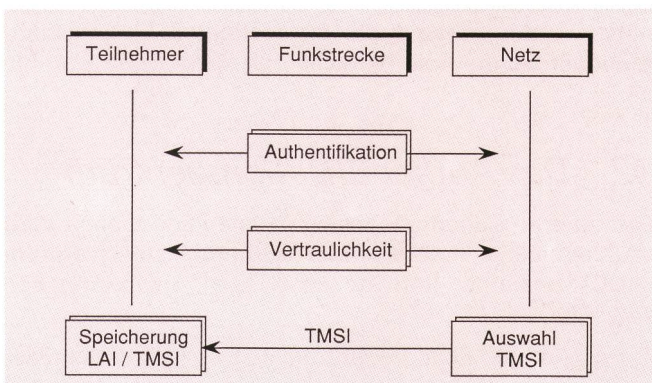 Teilnehmer
Funkstrecke
Netz
Authentifikation
Vertraulichkeit
Speicherung
LAI / TMSI
TMSI
Auswahl
TMSI